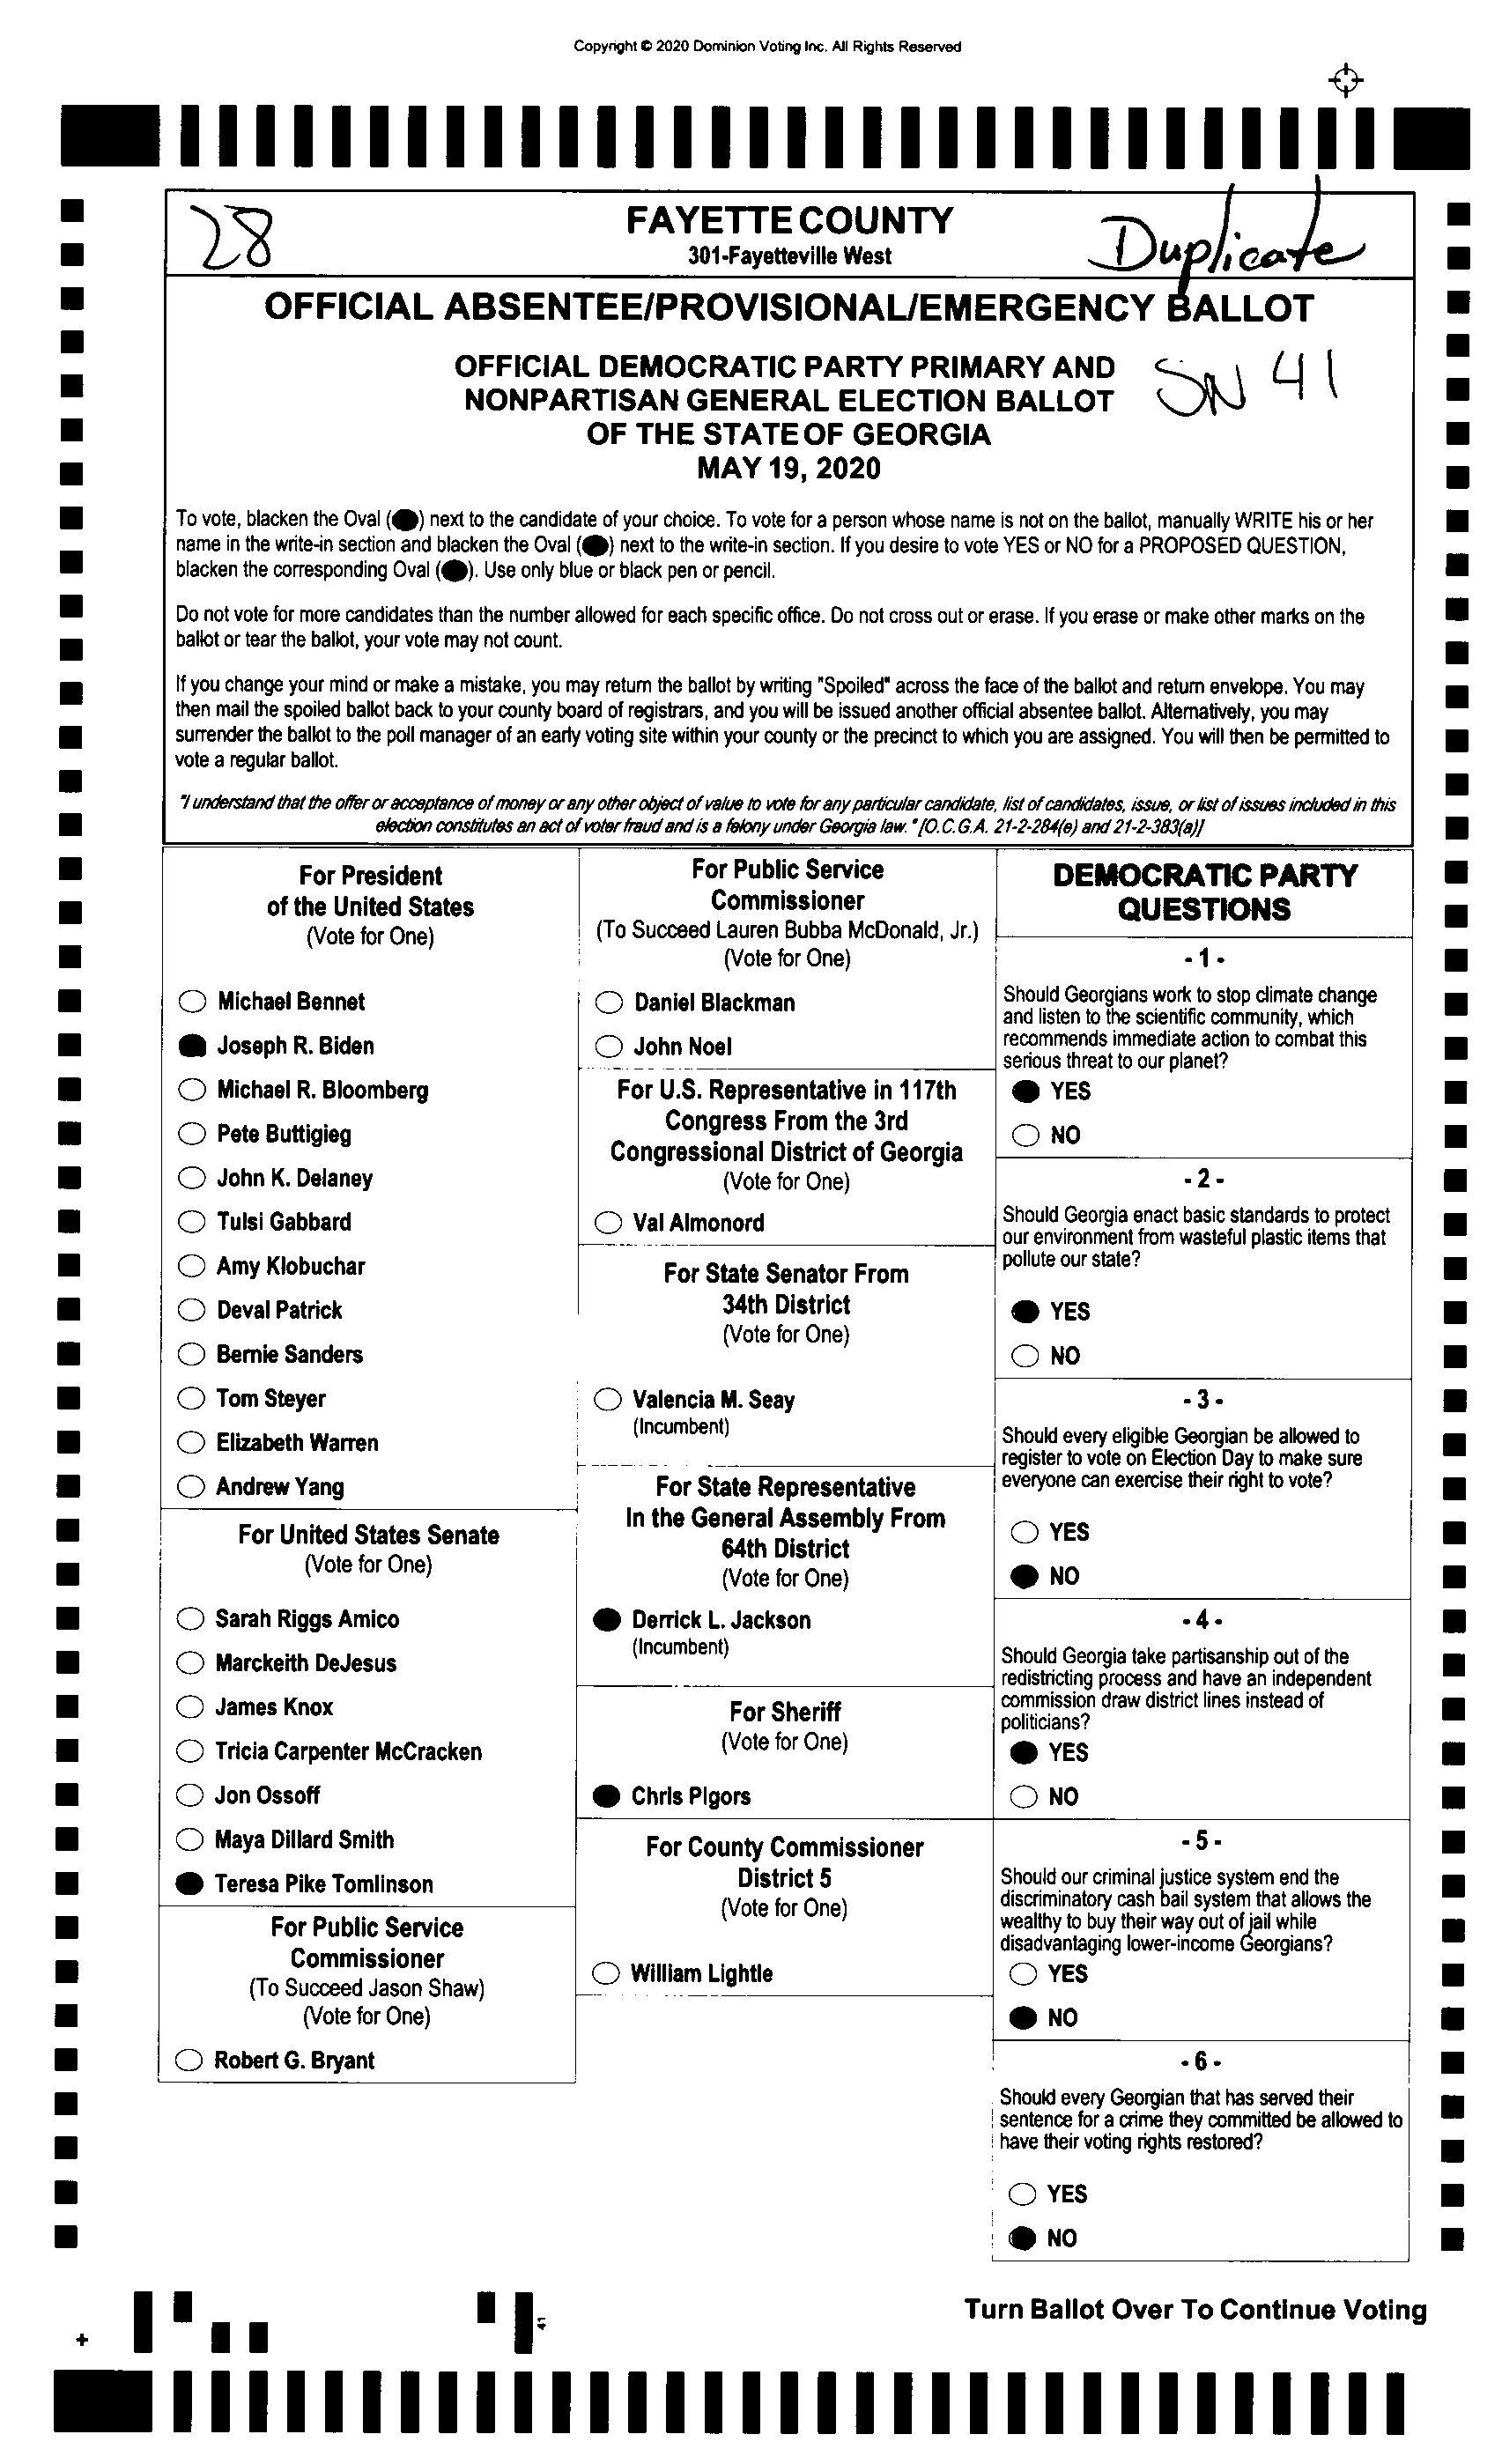 Copyright © 2020 Dominion Voting Inc. All Rights Reserved
28
FAYETTE COUNTY
301-Fayetteville West
Duplicate
OFFICIAL ABSENTEE/PROVISIONAL/EMERGENCY BALLOT
OFFICIAL DEMOCRATIC PARTY PRIMARY AND
NONPARTISAN GENERAL ELECTION BALLOT
OF THE STATE OF GEORGIA
MAY 19, 2020
SN 41
To vote, blacken the Oval (●) next to the candidate of your choice. To vote for a person whose name is not on the ballot, manually WRITE his or her
name in the write-in section and blacken the Oval (●) next to the write-in section. If you desire to vote YES or NO for a PROPOSED QUESTION,
blacken the corresponding Oval (●). Use only blue or black pen or pencil.
Do not vote for more candidates than the number allowed for each specific office. Do not cross out or erase. If you erase or make other marks on the
ballot or tear the ballot, your vote may not count.
If you change your mind or make a mistake, you may return the ballot by writing "Spoiled" across the face of the ballot and return envelope. You may
then mail the spoiled ballot back to your county board of registrars, and you will be issued another official absentee ballot. Alternatively, you may
surrender the ballot to the poll manager of an early voting site within your county or the precinct to which you are assigned. You will then be permitted to
vote a regular ballot.
"I understand that the offer or acceptance of money or any other object of value to vote for any particular candidate, list of candidates, issue, or list of issues included in this
election constitutes an act of voter fraud and is a felony under Georgia law." [O.C.G.A. 21-2-284(e) and 21-2-383(a)]
For President
of the United States
(Vote for One)
Michael Bennet
Joseph R. Biden
Michael R. Bloomberg
Pete Buttigieg
John K. Delaney
Tulsi Gabbard
Amy Klobuchar
Deval Patrick
Bernie Sanders
Tom Steyer
Elizabeth Warren
Andrew Yang
For United States Senate
(Vote for One)
Sarah Riggs Amico
Marckeith DeJesus
James Knox
Tricia Carpenter McCracken
Jon Ossoff
Maya Dillard Smith
Teresa Pike Tomlinson
For Public Service
Commissioner
(To Succeed Jason Shaw)
(Vote for One)
Robert G. Bryant
For Public Service
Commissioner
(To Succeed Lauren Bubba McDonald, Jr.)
(Vote for One)
Daniel Blackman
John Noel
For U.S. Representative in 117th
Congress From the 3rd
Congressional District of Georgia
(Vote for One)
Val Almonord
For State Senator From
34th District
(Vote for One)
Valencia M. Seay
(Incumbent)
For State Representative
In the General Assembly From
64th District
(Vote for One)
Derrick L. Jackson
(Incumbent)
For Sheriff
(Vote for One)
Chris Pigors
For County Commissioner
District 5
(Vote for One)
William Lightle
DEMOCRATIC PARTY
QUESTIONS
- 1 -
Should Georgians work to stop climate change
and listen to the scientific community, which
recommends immediate action to combat this
serious threat to our planet?
YES
NO
- 2 -
Should Georgia enact basic standards to protect
our environment from wasteful plastic items that
pollute our state?
YES
NO
- 3 -
Should every eligible Georgian be allowed to
register to vote on Election Day to make sure
everyone can exercise their right to vote?
YES
NO
- 4 -
Should Georgia take partisanship out of the
redistricting process and have an independent
commission draw district lines instead of
politicians?
YES
NO
- 5 -
Should our criminal justice system end the
discriminatory cash bail system that allows the
wealthy to buy their way out of jail while
disadvantaging lower-income Georgians?
YES
NO
- 6 -
Should every Georgian that has served their
sentence for a crime they committed be allowed to
have their voting rights restored?
YES
NO
Turn Ballot Over To Continue Voting
41